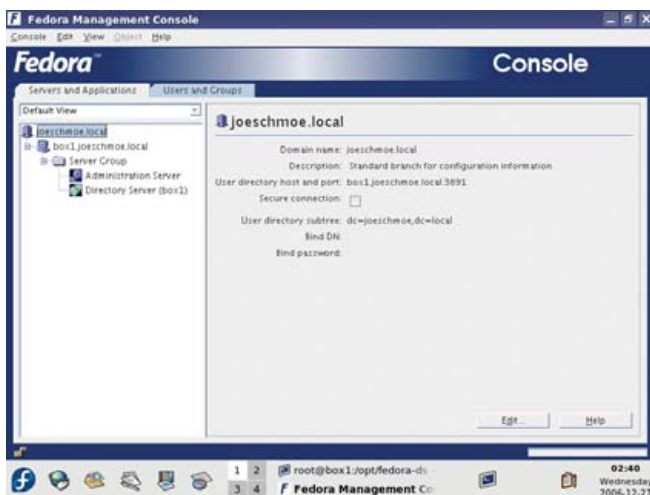 Fedora Management Console
Console Edit View Object Help
Fedora™ Console
Servers and Applications Users and Groups
Default View
joeschmoe.local
box1.joeschmoe.local
Server Group
Administration Server
Directory Server (box1)
joeschmoe.local
Domain name: joeschmoe.local
Description: Standard branch for configuration information
User directory host and port: box1.joeschmoe.local:3891
Secure connection:
User directory subtree: dc=joeschmoe,dc=local
Bind DN:
Bind password:
Edit... Help
1 2 root@box1:/opt/fedora-ds
3 4 Fedora Management Co
02:40
Wednesday
2006-12-27